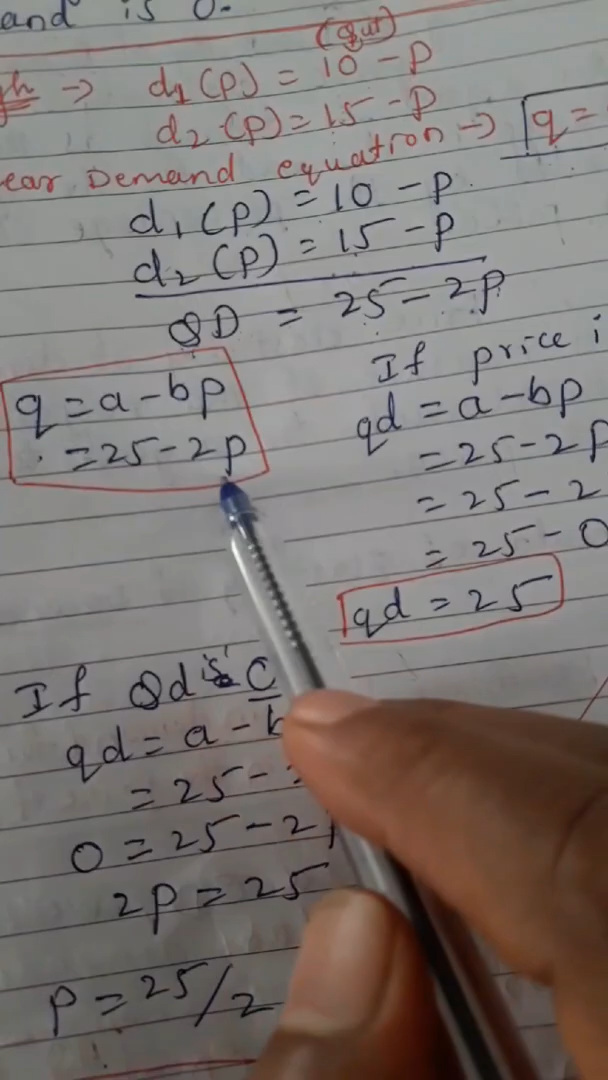 and is 0.
(qut)
→ d₁(p) = 10 - p
d₂(p) = 15 - p
ear Demand equation → q =
d₁(p) = 10 - p
d₂(p) = 15 - p
QD = 25 - 2p
q = a - bp
= 25 - 2p
If price i
qd = a - bp
= 25 - 2p
= 25 - 2
= 25 - 0
qd = 25
If Qd is
qd = a - b
= 25 -
0 = 25 - 2p
2p = 25
p = 25/2